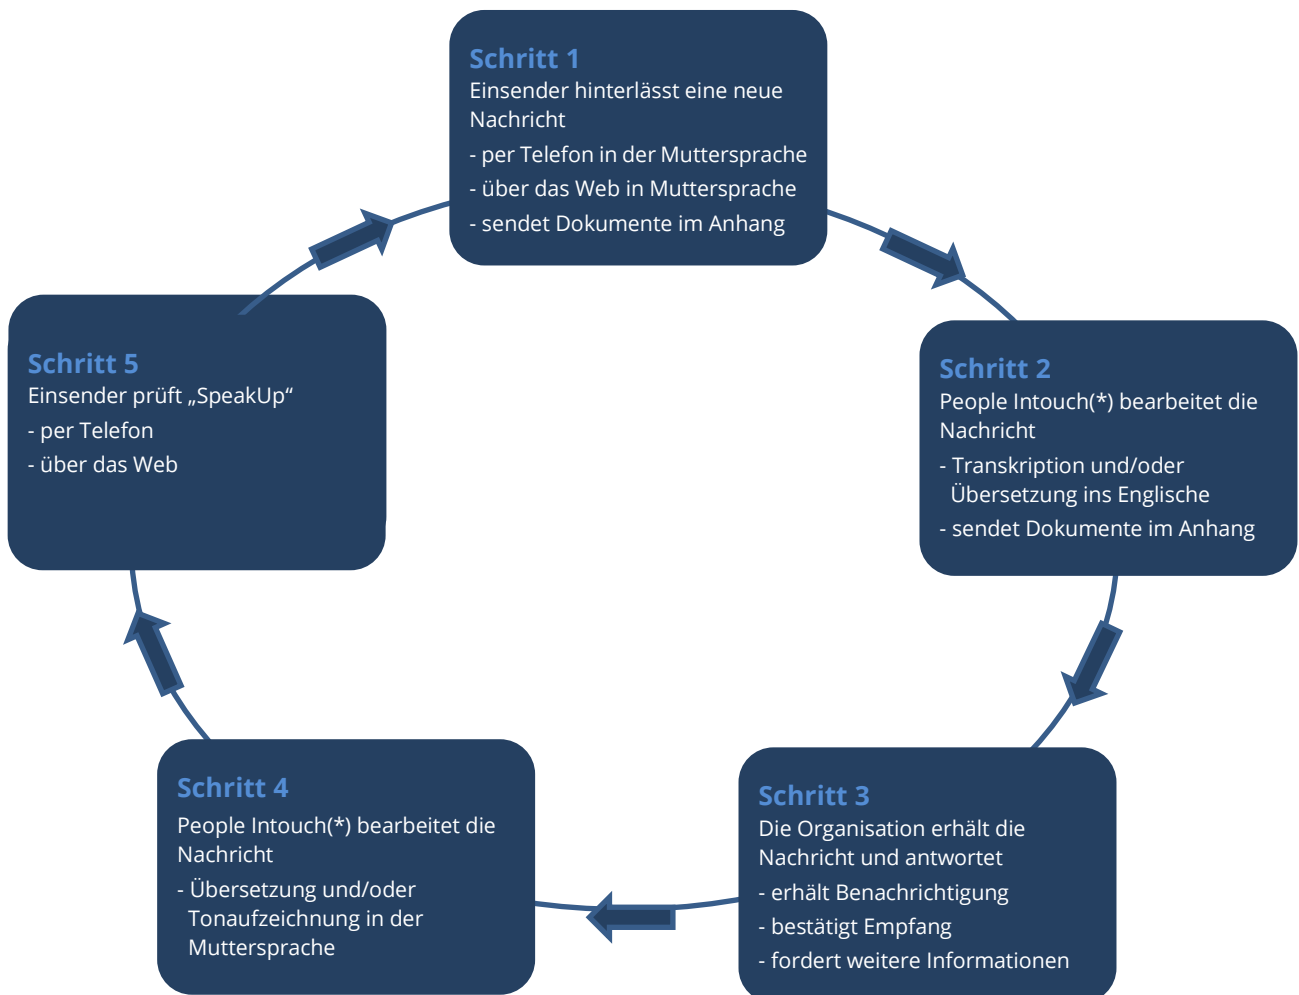 Schritt 1
Einsender hinterlässt eine neue
Nachricht
- per Telefon in der Muttersprache
- über das Web in Muttersprache
- sendet Dokumente im Anhang
Schritt 2
People Intouch(*) bearbeitet die
Nachricht
- Transkription und/oder
Übersetzung ins Englische
- sendet Dokumente im Anhang
Schritt 3
Die Organisation erhält die
Nachricht und antwortet
- erhält Benachrichtigung
- bestätigt Empfang
- fordert weitere Informationen
Schritt 4
People Intouch(*) bearbeitet die
Nachricht
- Übersetzung und/oder
Tonaufzeichnung in der
Muttersprache
Schritt 5
Einsender prüft „SpeakUp“
- per Telefon
- über das Web